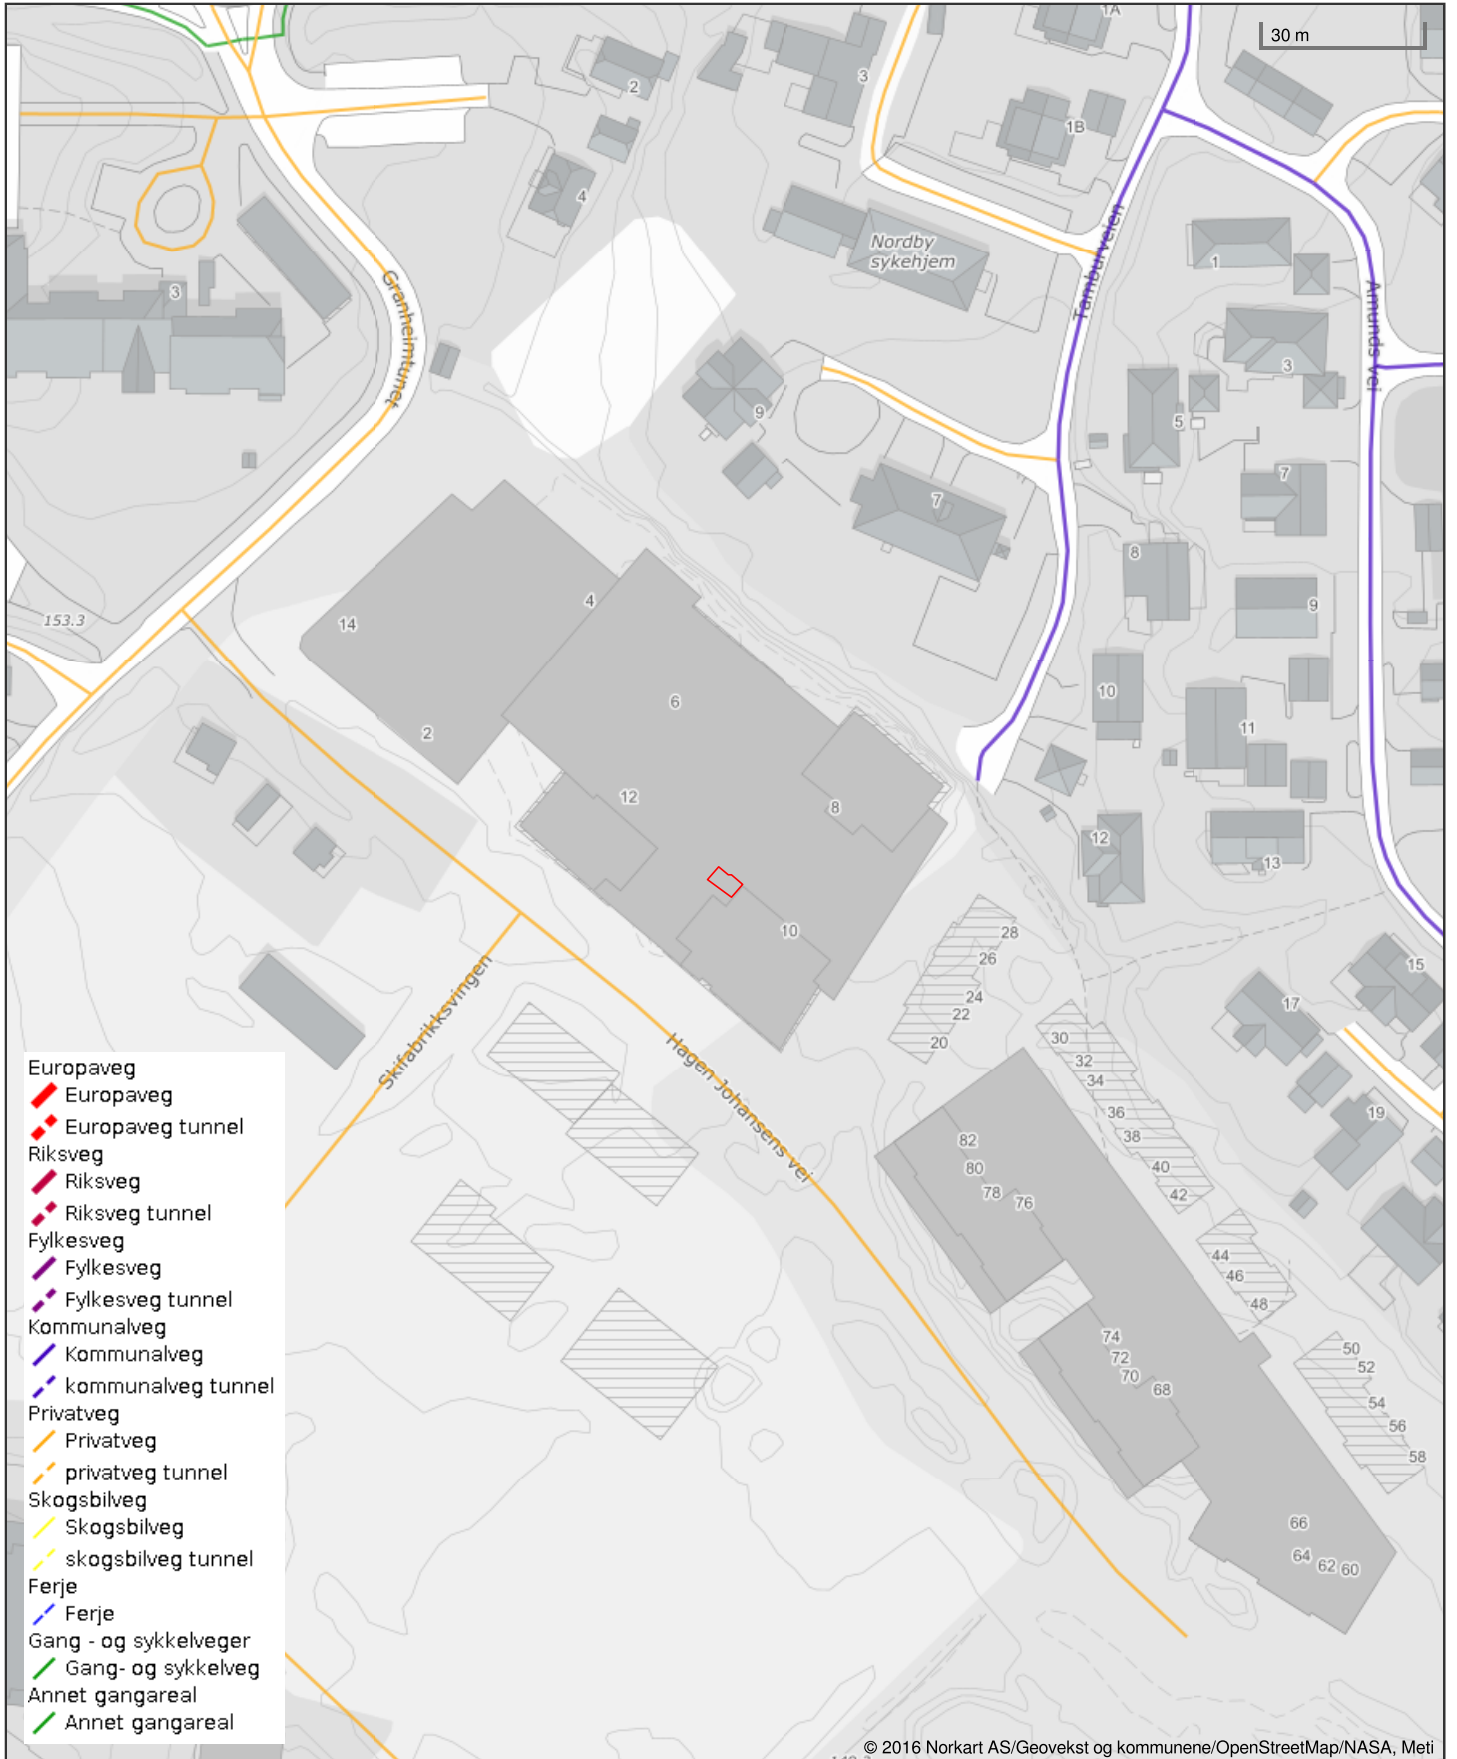 1A
30 m
2
3
1B
4
Nordby
sykehjem
Tamburveien
1
3
Granheimtunet
Amunds vei
3
9
5
7
7
8
9
4
14
153.3
6
10
2
11
12
8
12
13
10
28
15
26
24
22
17
20
30
32
34
36
19
38
40
42
Skifabrikksvingen
Hagen Johansens vei
82
80
78
76
44
46
48
74
72
70
68
50
52
54
56
58
66
64
62
60
Europaveg
Europaveg
Europaveg tunnel
Riksveg
Riksveg
Riksveg tunnel
Fylkesveg
Fylkesveg
Fylkesveg tunnel
Kommunalveg
Kommunalveg
kommunalveg tunnel
Privatveg
Privatveg
privatveg tunnel
Skogsbilveg
Skogsbilveg
skogsbilveg tunnel
Ferje
Ferje
Gang - og sykkelveger
Gang- og sykkelveg
Annet gangareal
Annet gangareal
© 2016 Norkart AS/Geovekst og kommunene/OpenStreetMap/NASA, Meti